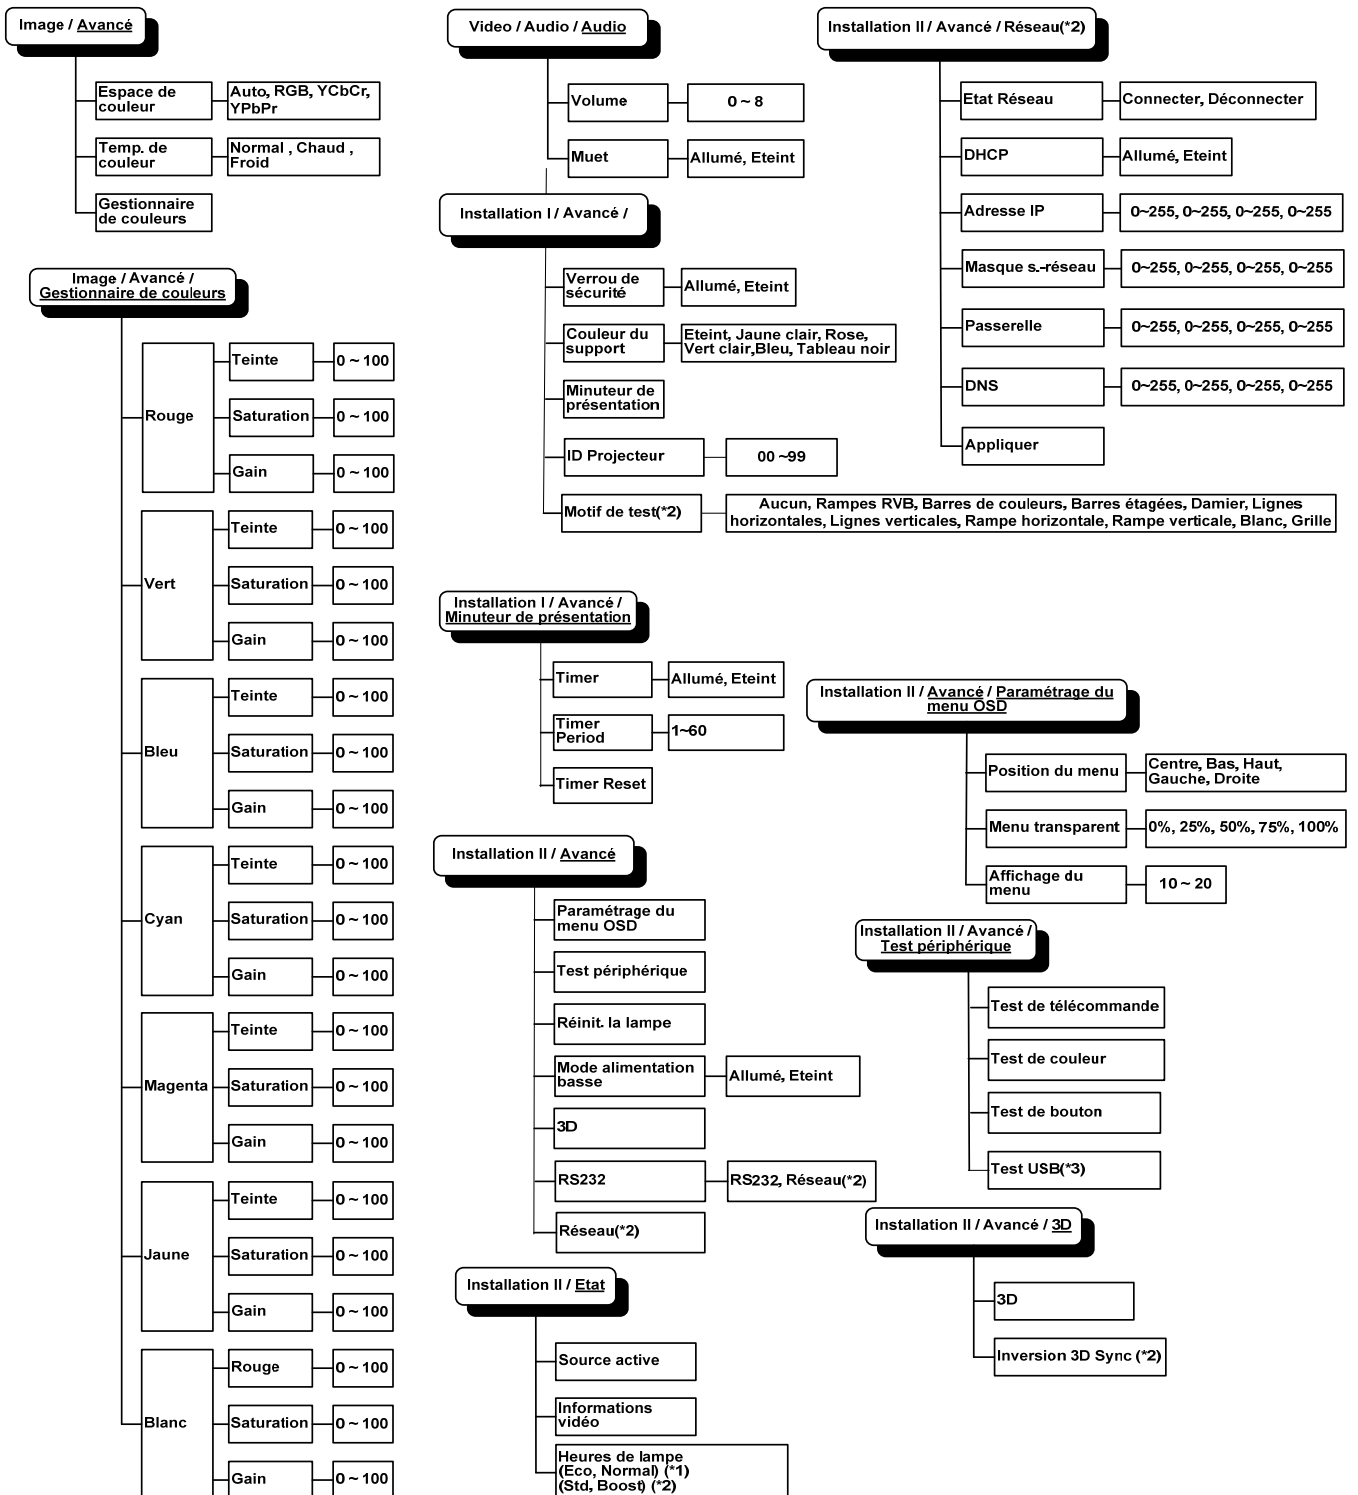 Image / Avancé
Espace de
couleur
Auto, RGB, YCbCr,
YPbPr
Temp. de
couleur
Normal , Chaud ,
Froid
Gestionnaire
de couleurs
Image / Avancé /
Gestionnaire de couleurs
Rouge
Teinte
0 ~ 100
Saturation
0 ~ 100
Gain
0 ~ 100
Vert
Teinte
0 ~ 100
Saturation
0 ~ 100
Gain
0 ~ 100
Bleu
Teinte
0 ~ 100
Saturation
0 ~ 100
Gain
0 ~ 100
Cyan
Teinte
0 ~ 100
Saturation
0 ~ 100
Gain
0 ~ 100
Magenta
Teinte
0 ~ 100
Saturation
0 ~ 100
Gain
0 ~ 100
Jaune
Teinte
0 ~ 100
Saturation
0 ~ 100
Gain
0 ~ 100
Blanc
Rouge
0 ~ 100
Saturation
0 ~ 100
Gain
0 ~ 100
Video / Audio / Audio
Volume
0 ~ 8
Muet
Allumé, Eteint
Installation I / Avancé /
Verrou de
sécurité
Allumé, Eteint
Couleur du
support
Eteint, Jaune clair, Rose,
Vert clair,Bleu, Tableau noir
Minuteur de
présentation
ID Projecteur
00 ~99
Motif de test(*2)
Aucun, Rampes RVB, Barres de couleurs, Barres étagées, Damier, Lignes
horizontales, Lignes verticales, Rampe horizontale, Rampe verticale, Blanc, Grille
Installation I / Avancé /
Minuteur de présentation
Timer
Allumé, Eteint
Timer
Period
1~60
Timer Reset
Installation II / Avancé
Paramétrage du
menu OSD
Test périphérique
Réinit. la lampe
Mode alimentation
basse
Allumé, Eteint
3D
RS232
RS232, Réseau(*2)
Réseau(*2)
Installation II / Etat
Source active
Informations
vidéo
Heures de lampe
(Eco, Normal) (*1)
(Std, Boost) (*2)
Installation II / Avancé / Réseau(*2)
Etat Réseau
Connecter, Déconnecter
DHCP
Allumé, Eteint
Adresse IP
0~255, 0~255, 0~255, 0~255
Masque s.-réseau
0~255, 0~255, 0~255, 0~255
Passerelle
0~255, 0~255, 0~255, 0~255
DNS
0~255, 0~255, 0~255, 0~255
Appliquer
Installation II / Avancé / Paramétrage du
menu OSD
Position du menu
Centre, Bas, Haut,
Gauche, Droite
Menu transparent
0%, 25%, 50%, 75%, 100%
Affichage du
menu
10 ~ 20
Installation II / Avancé /
Test périphérique
Test de télécommande
Test de couleur
Test de bouton
Test USB(*3)
Installation II / Avancé / 3D
3D
Inversion 3D Sync (*2)